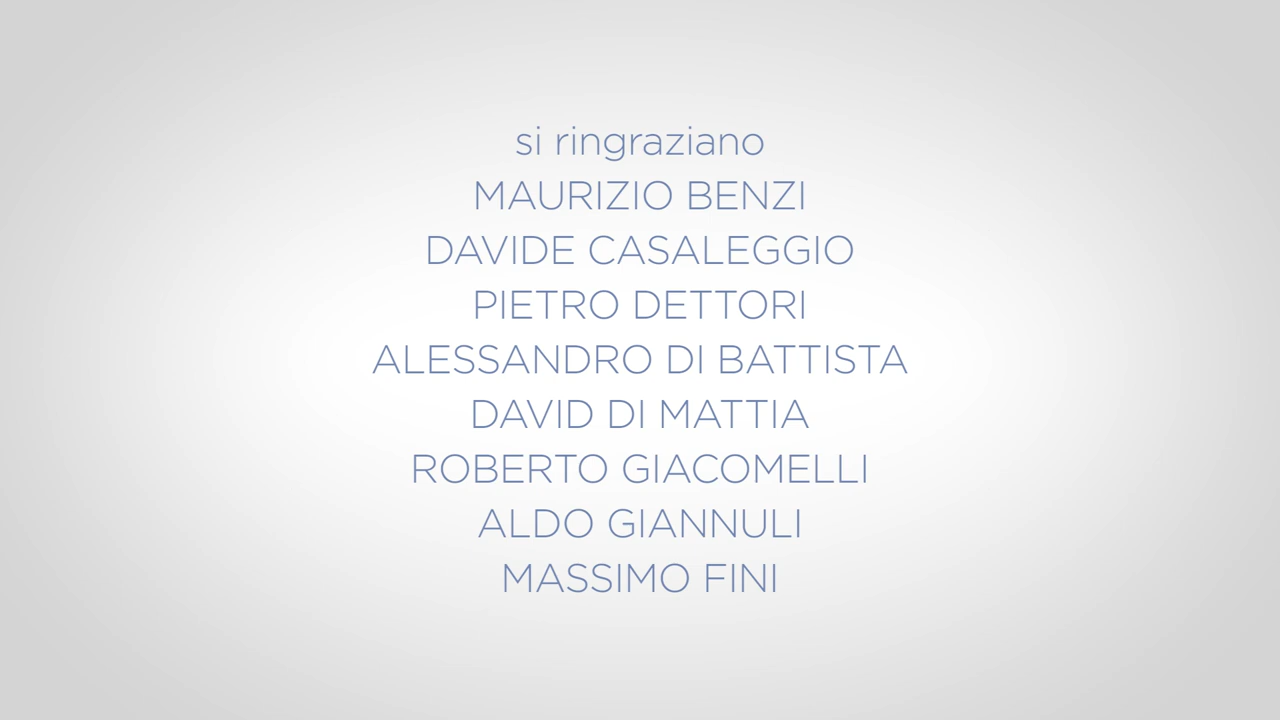 si ringraziano
MAURIZIO BENZI
DAVIDE CASALEGGIO
PIETRO DETTORI
ALESSANDRO DI BATTISTA
DAVID DI MATTIA
ROBERTO GIACOMELLI
ALDO GIANNULI
MASSIMO FINI